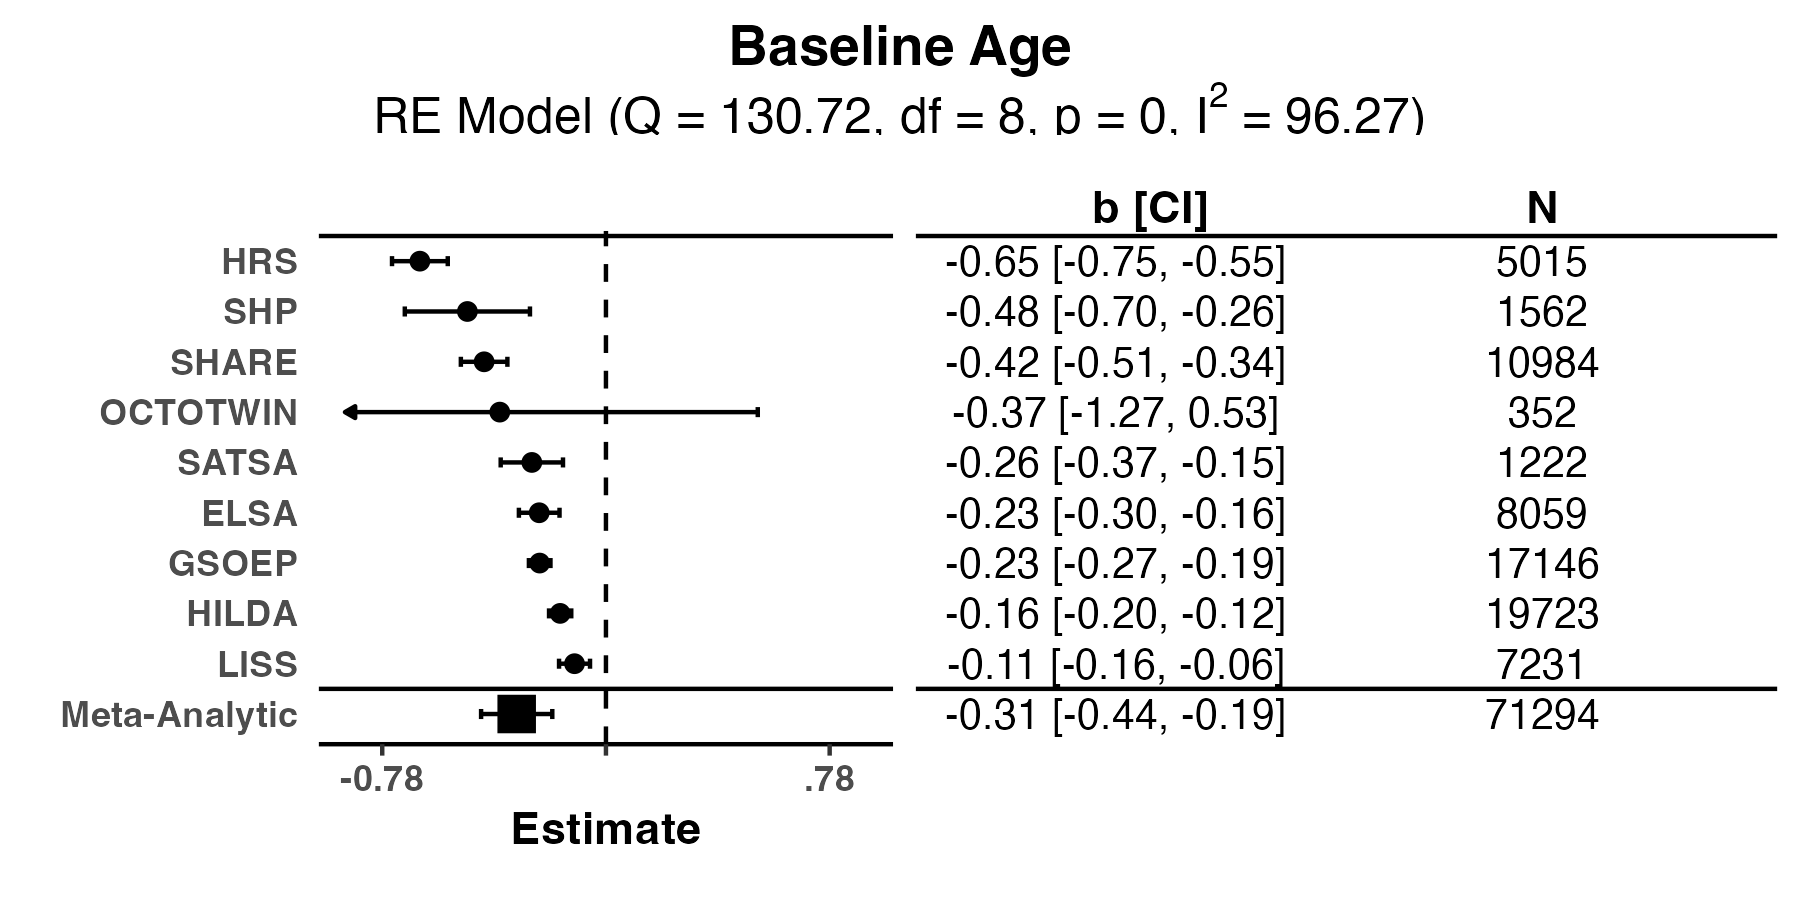 Baseline Age
RE Model (Q = 130.72, df = 8, p = 0, I² = 96.27)
b [CI] N
HRS -0.65 [-0.75, -0.55] 5015
SHP -0.48 [-0.70, -0.26] 1562
SHARE -0.42 [-0.51, -0.34] 10984
OCTOTWIN -0.37 [-1.27, 0.53] 352
SATSA -0.26 [-0.37, -0.15] 1222
ELSA -0.23 [-0.30, -0.16] 8059
GSOEP -0.23 [-0.27, -0.19] 17146
HILDA -0.16 [-0.20, -0.12] 19723
LISS -0.11 [-0.16, -0.06] 7231
Meta-Analytic -0.31 [-0.44, -0.19] 71294
-0.78 .78
Estimate